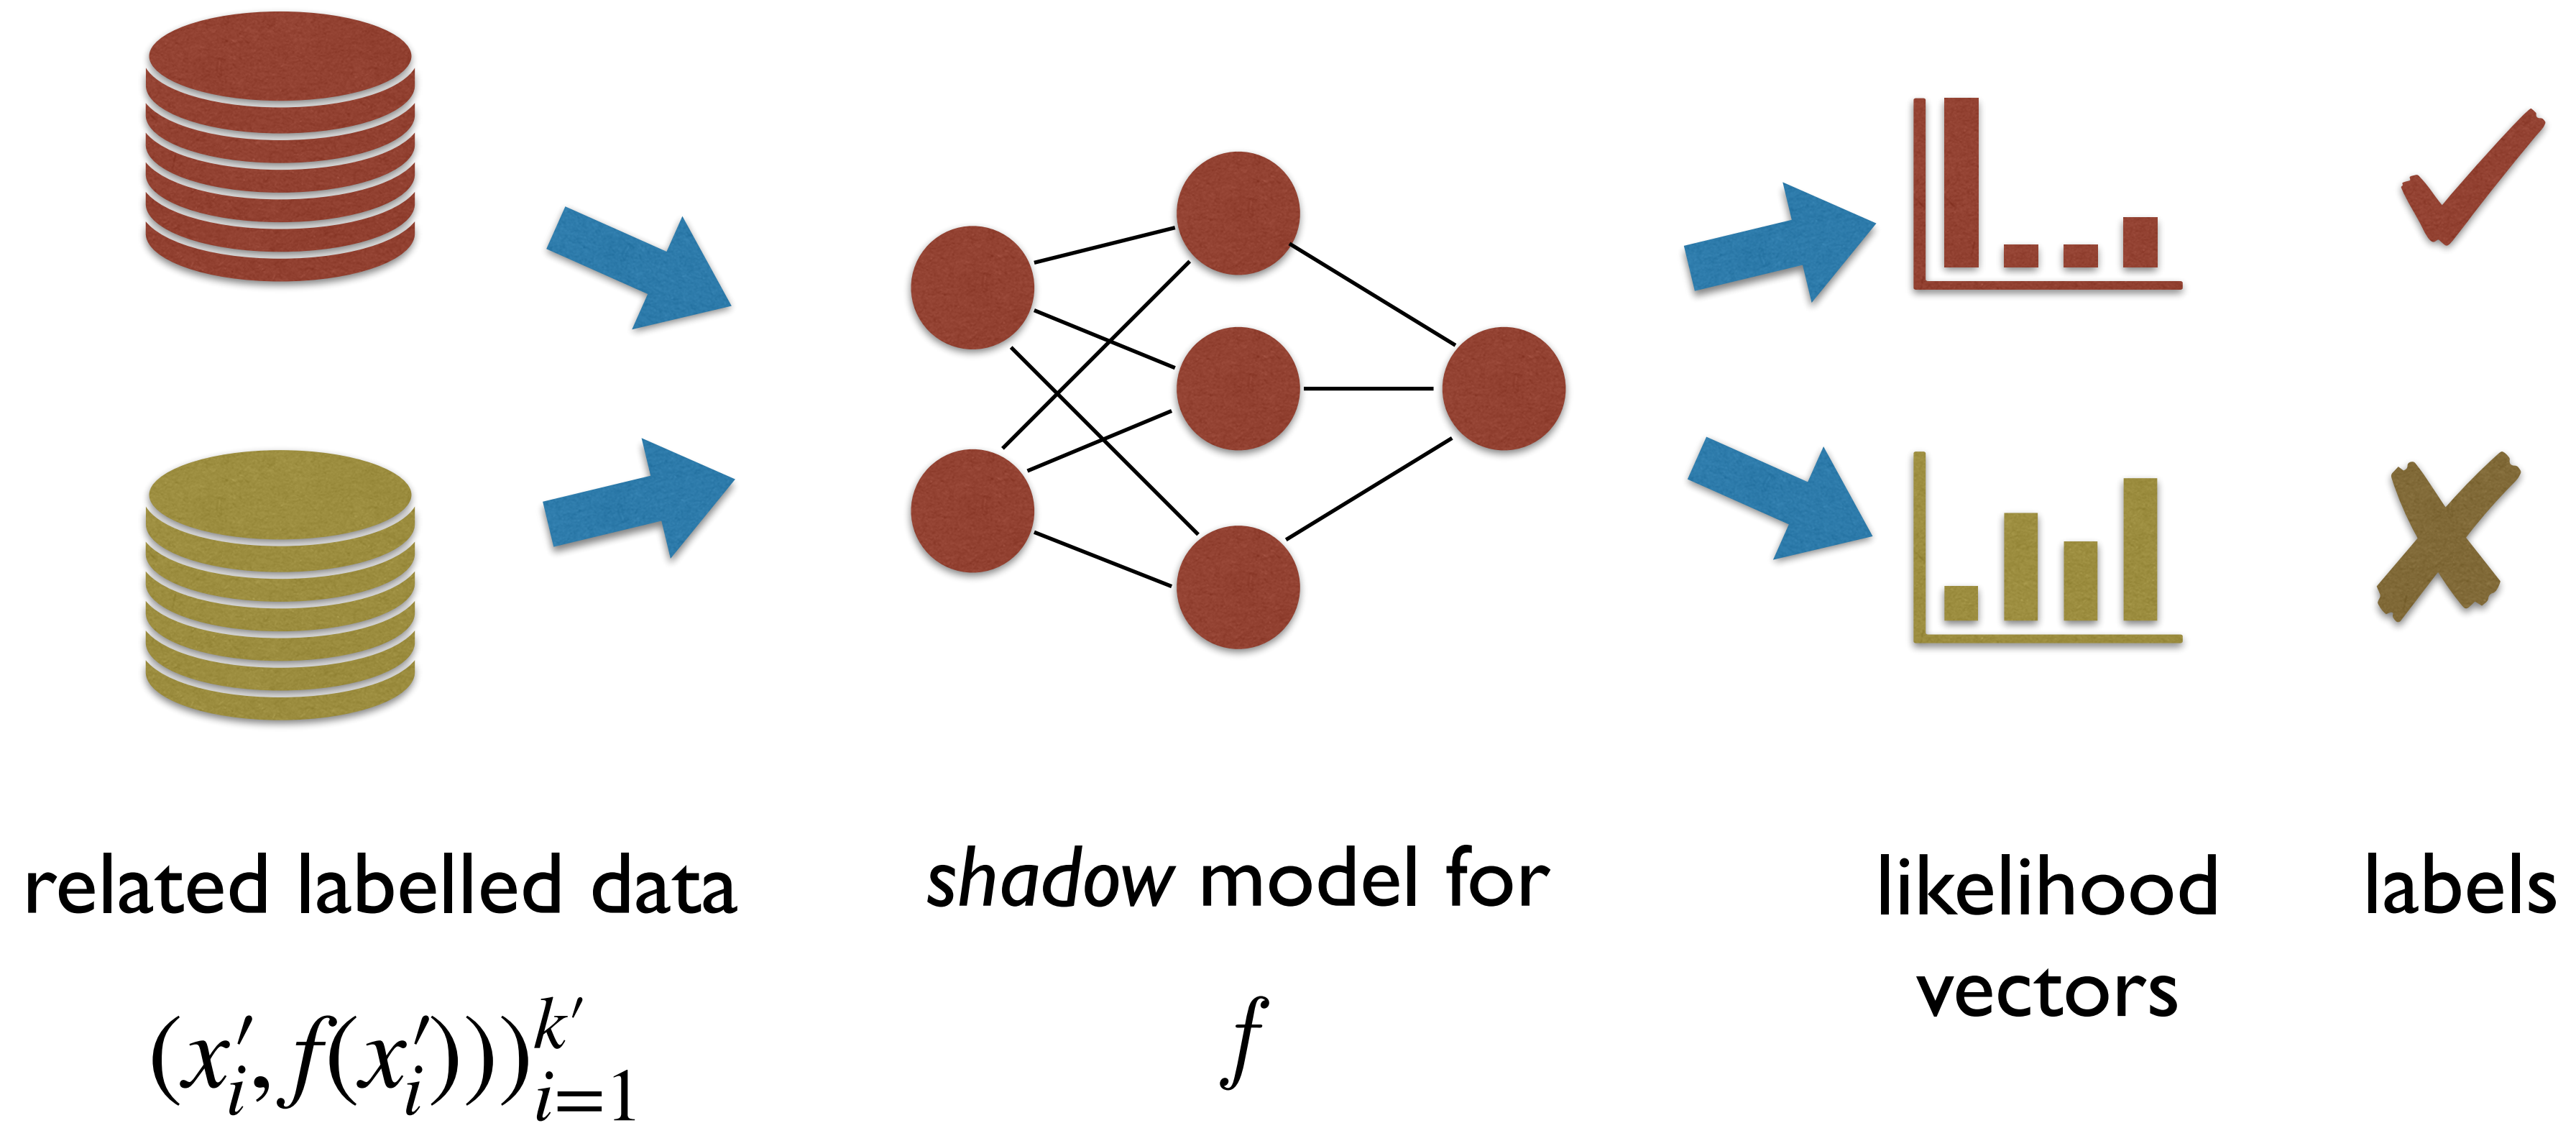 related labelled data
shadow model for
likelihood
vectors
labels
(x′ᵢ, f(x′ᵢ)))ᵏ′ᵢ₌₁
f